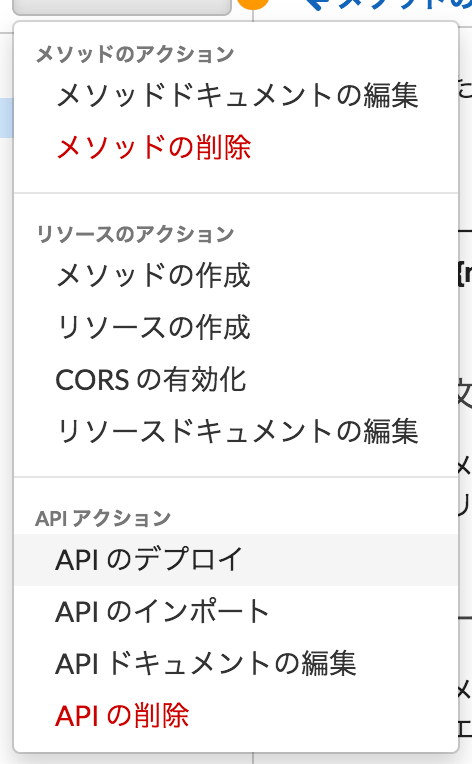 メソッドのアクション
メソッドドキュメントの編集
メソッドの削除
リソースのアクション
メソッドの作成
リソースの作成
CORS の有効化
リソースドキュメントの編集
API アクション
API のデプロイ
API のインポート
API ドキュメントの編集
API の削除